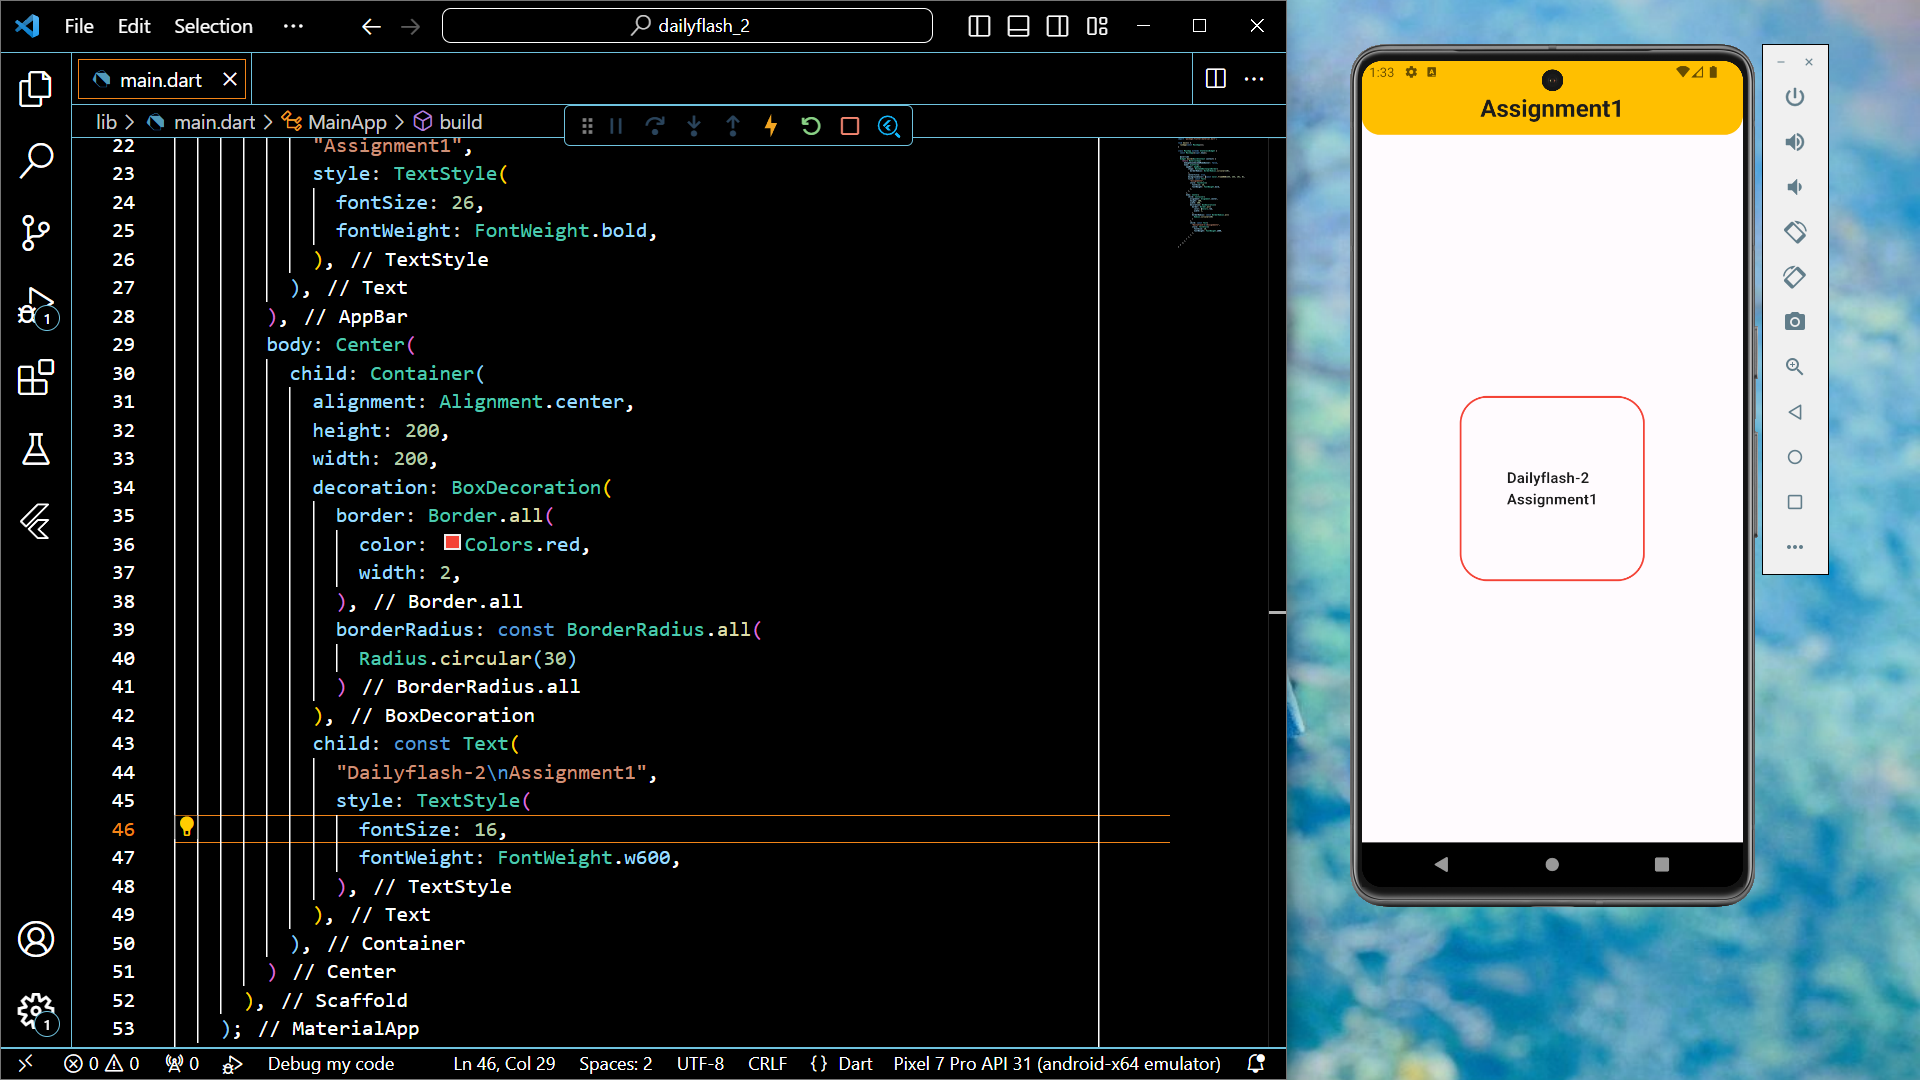 File Edit Selection ··· dailyflash_2
main.dart
lib > main.dart > MainApp > build
22 "Assignment1",
23 style: TextStyle(
24 fontSize: 26,
25 fontWeight: FontWeight.bold,
26 ), // TextStyle
27 ), // Text
28 ), // AppBar
29 body: Center(
30 child: Container(
31 alignment: Alignment.center,
32 height: 200,
33 width: 200,
34 decoration: BoxDecoration(
35 border: Border.all(
36 color: Colors.red,
37 width: 2,
38 ), // Border.all
39 borderRadius: const BorderRadius.all(
40 Radius.circular(30)
41 ) // BorderRadius.all
42 ), // BoxDecoration
43 child: const Text(
44 "Dailyflash-2\nAssignment1",
45 style: TextStyle(
46 fontSize: 16,
47 fontWeight: FontWeight.w600,
48 ), // TextStyle
49 ), // Text
50 ), // Container
51 ) // Center
52 ), // Scaffold
53 ); // MaterialApp
1
1
0 0 0 Debug my code Ln 46, Col 29 Spaces: 2 UTF-8 CRLF {} Dart Pixel 7 Pro API 31 (android-x64 emulator)
1:33
Assignment1
Dailyflash-2
Assignment1